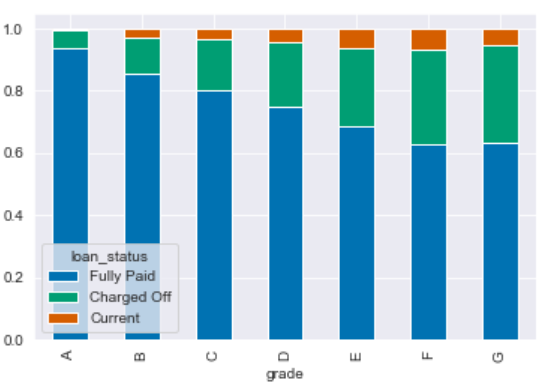 1.0
0.8
0.6
0.4
0.2
0.0
loan_status
Fully Paid
Charged Off
Current
A B C D E F G
grade